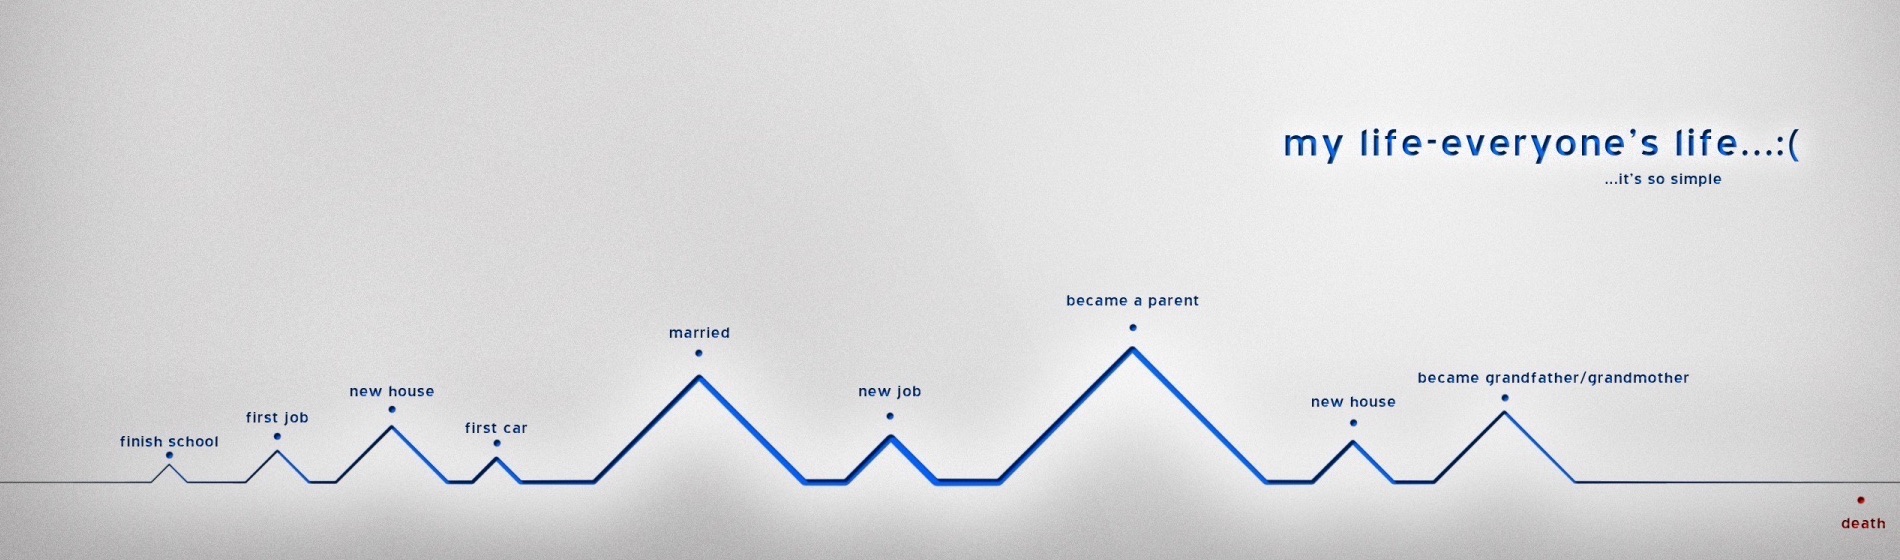 my life-everyone's life...:(
...it's so simple
finish school
first job
new house
first car
married
new job
became a parent
new house
became grandfather/grandmother
death